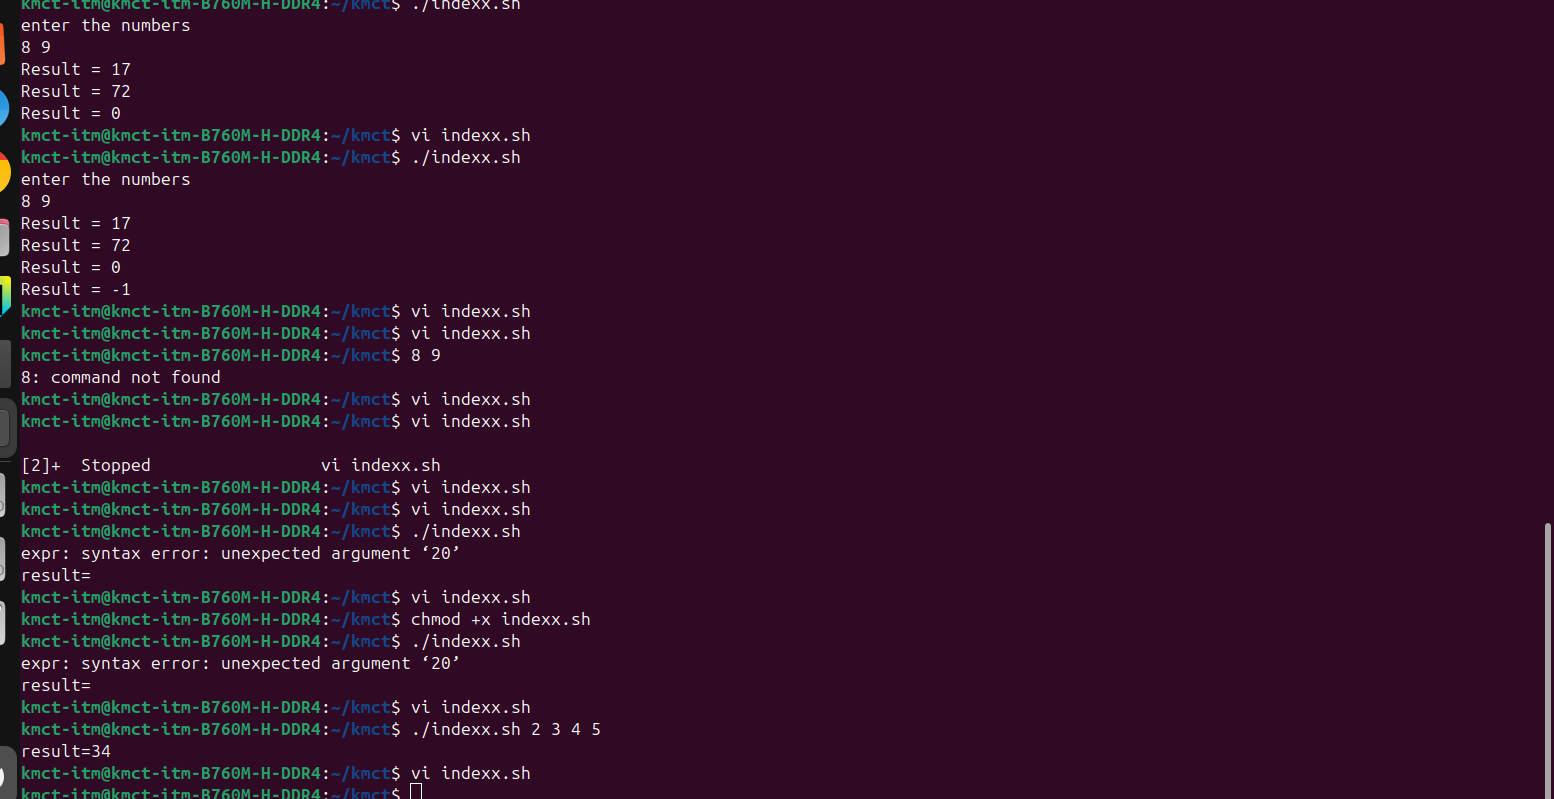 kmct-itm@kmct-itm-B760M-H-DDR4:~/kmct$ ./indexx.sh
enter the numbers
8 9
Result = 17
Result = 72
Result = 0
kmct-itm@kmct-itm-B760M-H-DDR4:~/kmct$ vi indexx.sh
kmct-itm@kmct-itm-B760M-H-DDR4:~/kmct$ ./indexx.sh
enter the numbers
8 9
Result = 17
Result = 72
Result = 0
Result = -1
kmct-itm@kmct-itm-B760M-H-DDR4:~/kmct$ vi indexx.sh
kmct-itm@kmct-itm-B760M-H-DDR4:~/kmct$ vi indexx.sh
kmct-itm@kmct-itm-B760M-H-DDR4:~/kmct$ 8 9
8: command not found
kmct-itm@kmct-itm-B760M-H-DDR4:~/kmct$ vi indexx.sh
kmct-itm@kmct-itm-B760M-H-DDR4:~/kmct$ vi indexx.sh
[2]+  Stopped                 vi indexx.sh
kmct-itm@kmct-itm-B760M-H-DDR4:~/kmct$ vi indexx.sh
kmct-itm@kmct-itm-B760M-H-DDR4:~/kmct$ vi indexx.sh
kmct-itm@kmct-itm-B760M-H-DDR4:~/kmct$ ./indexx.sh
expr: syntax error: unexpected argument ‘20’
result=
kmct-itm@kmct-itm-B760M-H-DDR4:~/kmct$ vi indexx.sh
kmct-itm@kmct-itm-B760M-H-DDR4:~/kmct$ chmod +x indexx.sh
kmct-itm@kmct-itm-B760M-H-DDR4:~/kmct$ ./indexx.sh
expr: syntax error: unexpected argument ‘20’
result=
kmct-itm@kmct-itm-B760M-H-DDR4:~/kmct$ vi indexx.sh
kmct-itm@kmct-itm-B760M-H-DDR4:~/kmct$ ./indexx.sh 2 3 4 5
result=34
kmct-itm@kmct-itm-B760M-H-DDR4:~/kmct$ vi indexx.sh
kmct-itm@kmct-itm-B760M-H-DDR4:~/kmct$